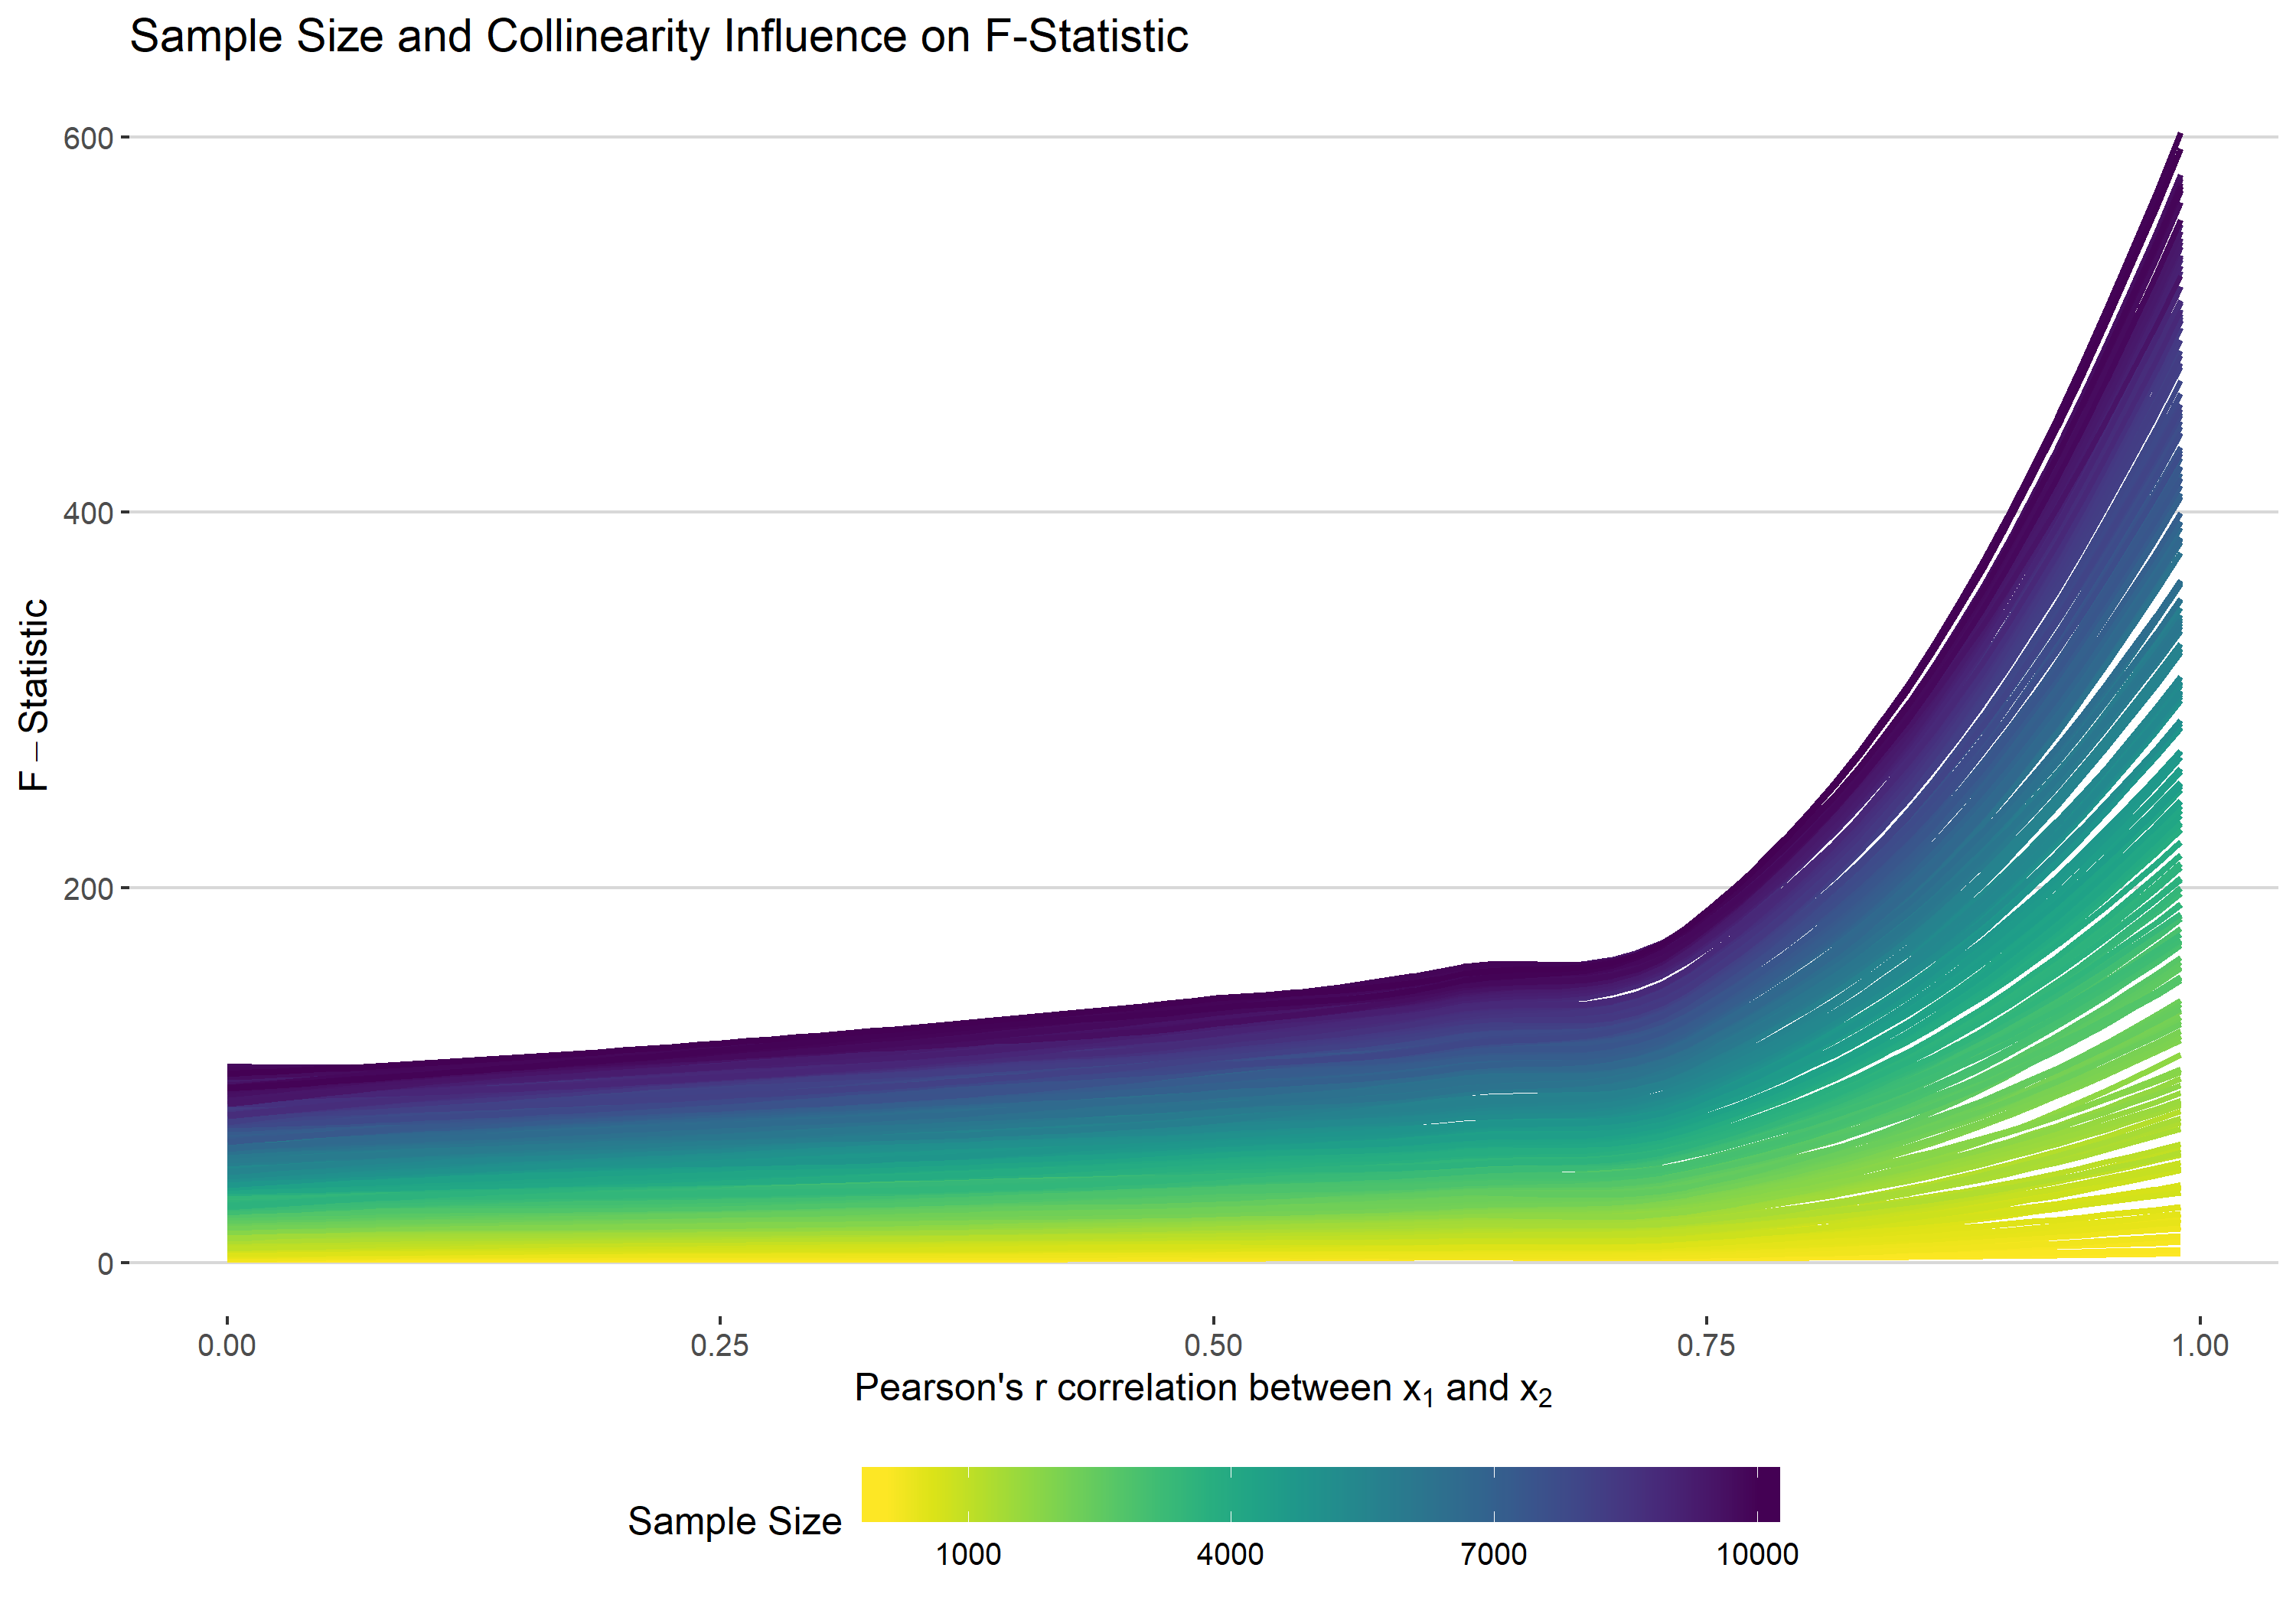 Sample Size and Collinearity Influence on F-Statistic
600
400
200
0
F − Statistic
0.00 0.25 0.50 0.75 1.00
Pearson's r correlation between x₁ and x₂
Sample Size
1000 4000 7000 10000